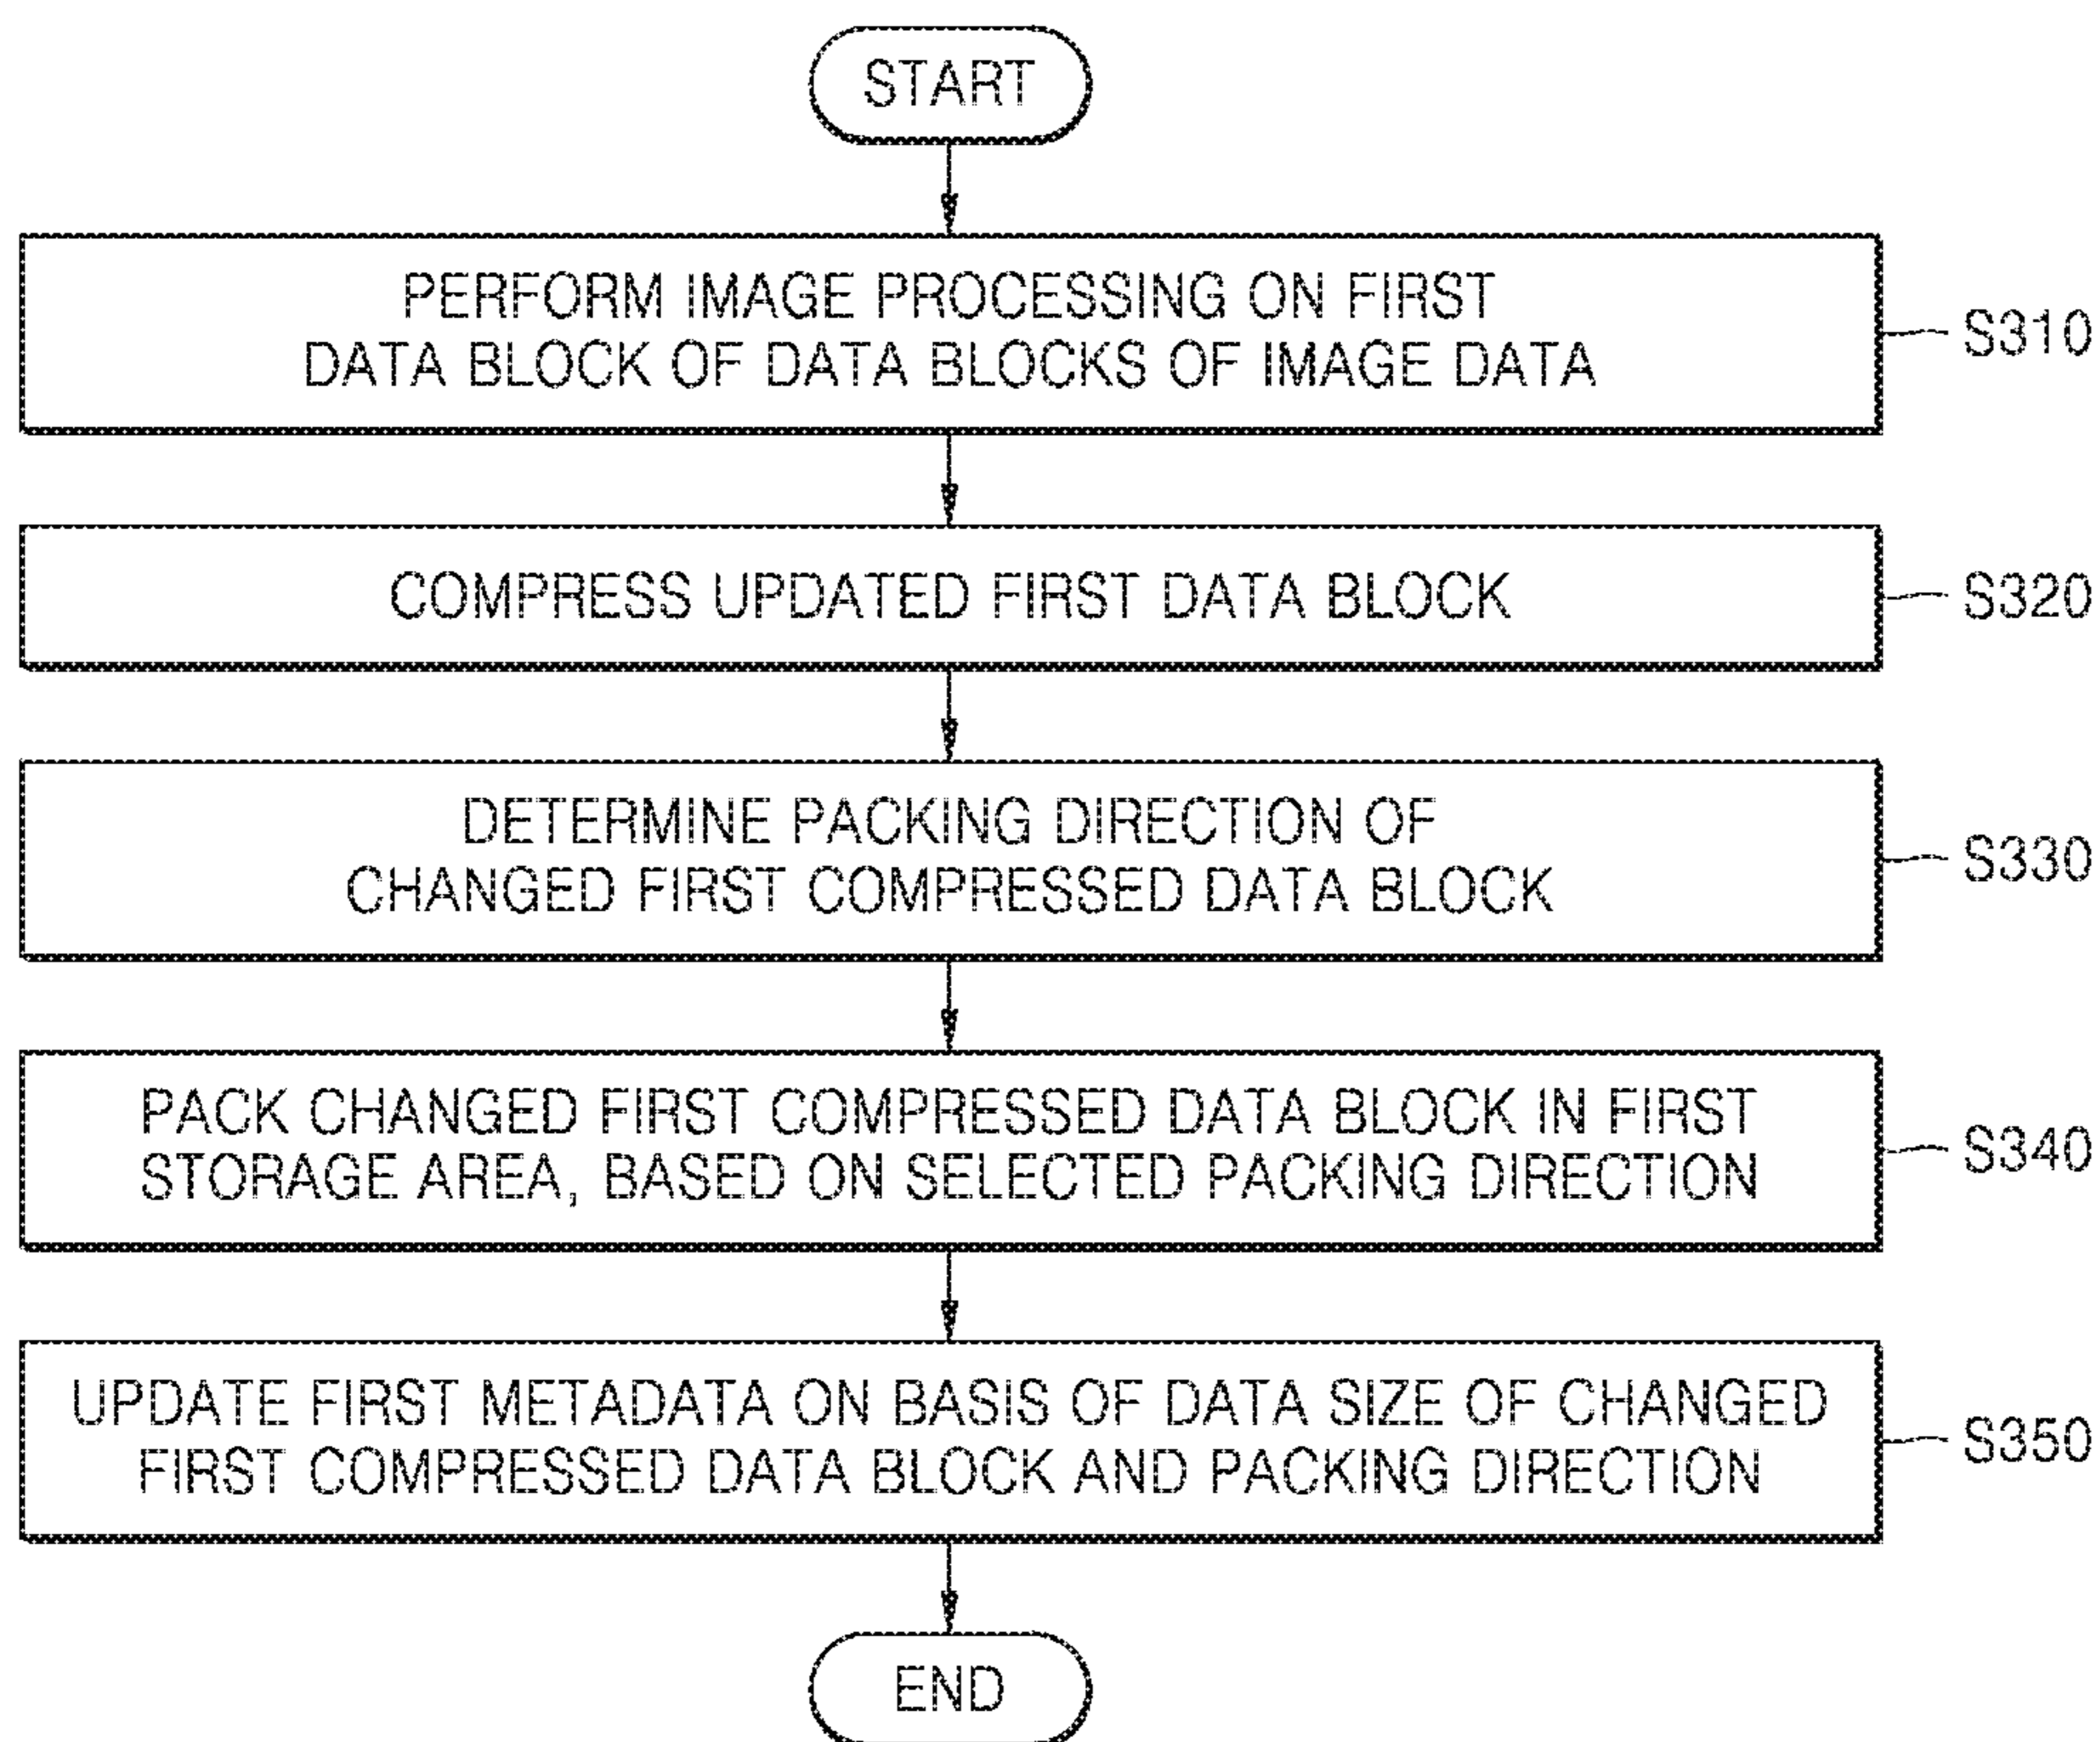 START
PERFORM IMAGE PROCESSING ON FIRST
DATA BLOCK OF DATA BLOCKS OF IMAGE DATA
S310
COMPRESS UPDATED FIRST DATA BLOCK
S320
DETERMINE PACKING DIRECTION OF
CHANGED FIRST COMPRESSED DATA BLOCK
S330
PACK CHANGED FIRST COMPRESSED DATA BLOCK IN FIRST
STORAGE AREA, BASED ON SELECTED PACKING DIRECTION
S340
UPDATE FIRST METADATA ON BASIS OF DATA SIZE OF CHANGED
FIRST COMPRESSED DATA BLOCK AND PACKING DIRECTION
S350
END